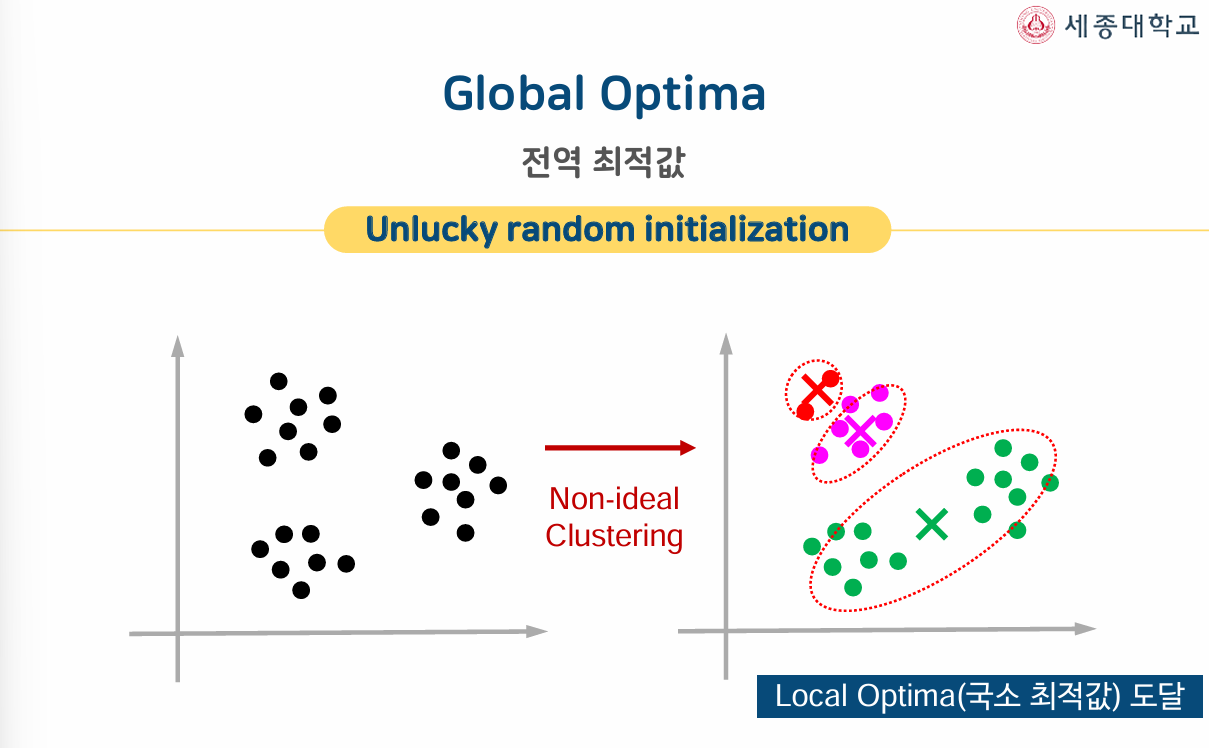 세종대학교
Global Optima
전역 최적값
Unlucky random initialization
Non-ideal
Clustering
Local Optima(국소 최적값) 도달